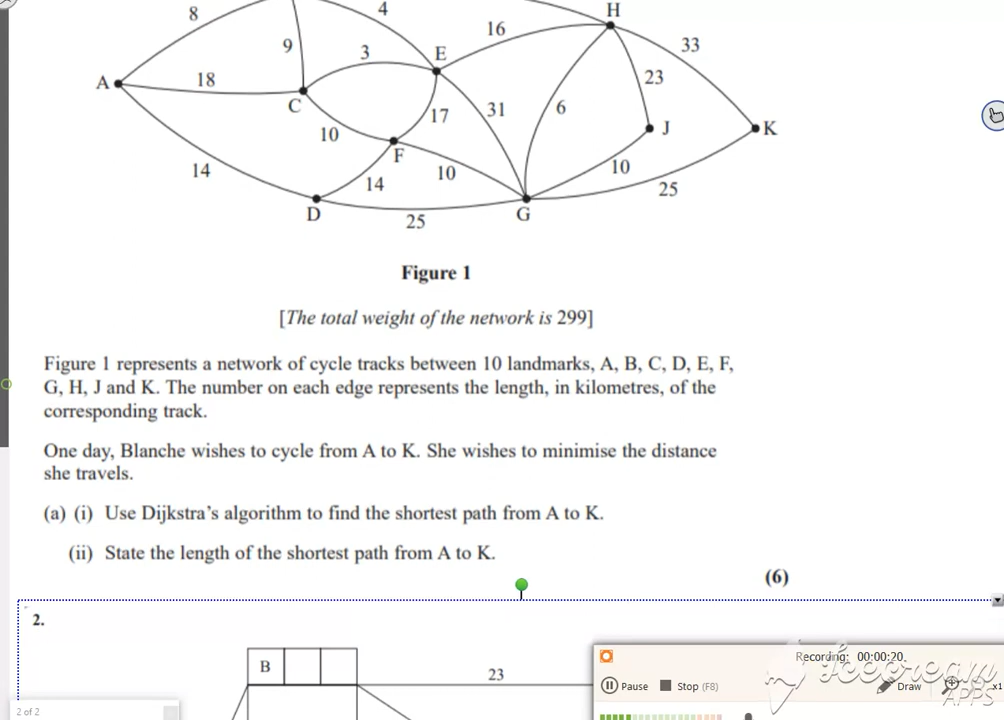 8
4
H
16
9
3
E
33
A
18
23
C
17
31
6
J
K
10
F
14
10
10
14
25
D
G
25
Figure 1
[The total weight of the network is 299]
Figure 1 represents a network of cycle tracks between 10 landmarks, A, B, C, D, E, F,
G, H, J and K. The number on each edge represents the length, in kilometres, of the
corresponding track.
One day, Blanche wishes to cycle from A to K. She wishes to minimise the distance
she travels.
(a) (i) Use Dijkstra's algorithm to find the shortest path from A to K.
(ii) State the length of the shortest path from A to K.
(6)
2.
B
23
Recording: 00:00:20
Pause Stop (F8) Draw x1
Icecream
APPS
2 of 2